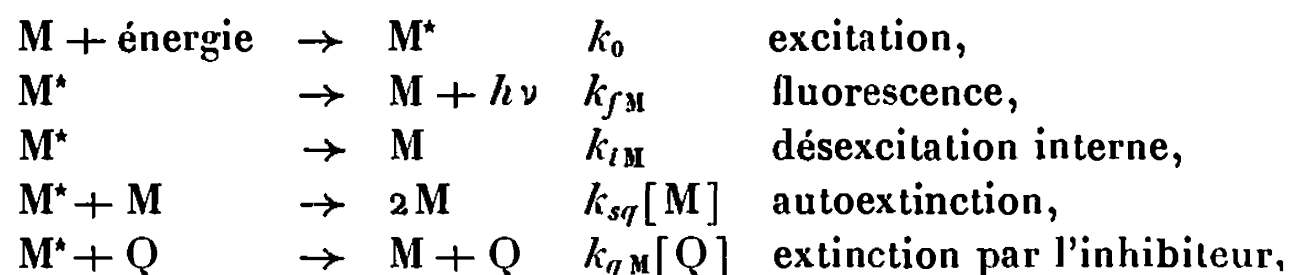 M + énergie → M* k₀ excitation,
M* → M + hν k_fM fluorescence,
M* → M k_iM désexcitation interne,
M* + M → 2M k_sq[M] autoextinction,
M* + Q → M + Q k_qM[Q] extinction par l'inhibiteur,